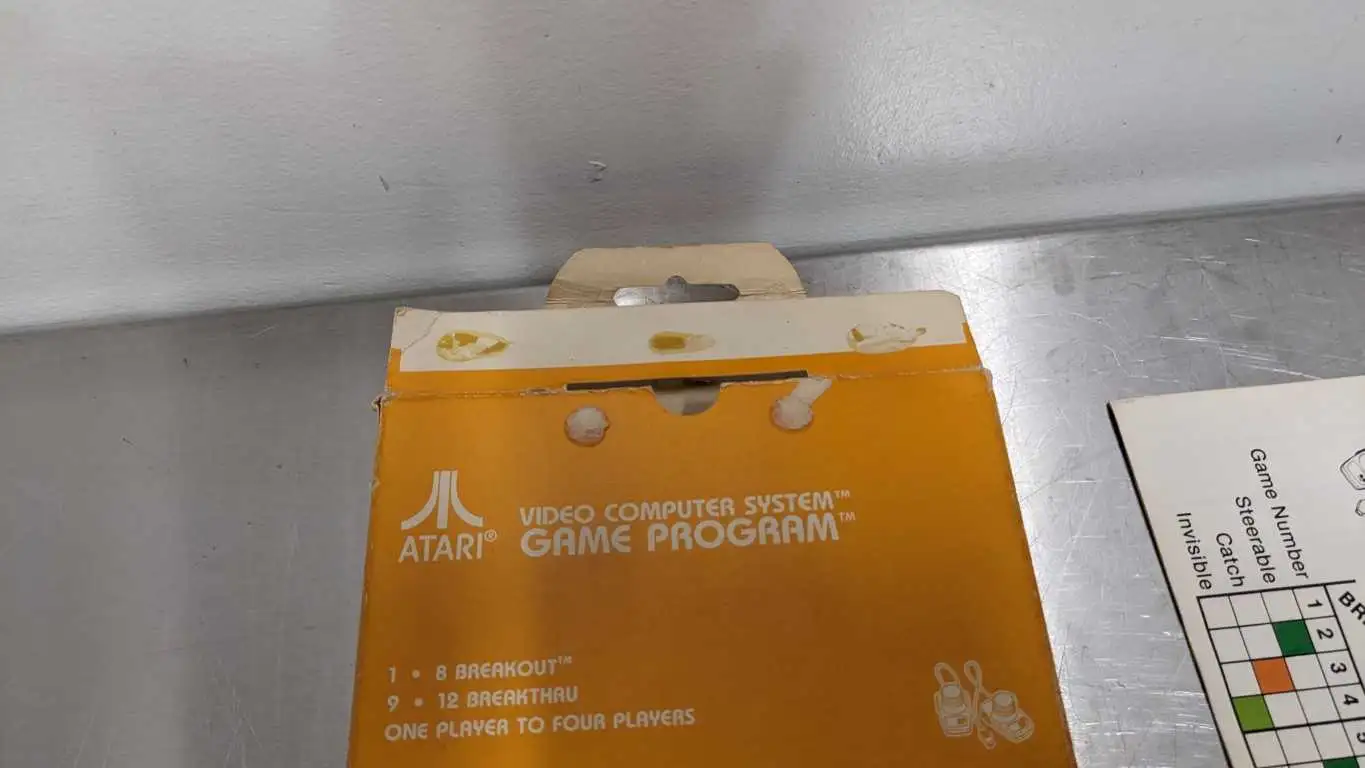 ATARI®
VIDEO COMPUTER SYSTEM™
GAME PROGRAM™
1 • 8 BREAKOUT™
9 • 12 BREAKTHRU
ONE PLAYER TO FOUR PLAYERS
Game Number
Steerable
Catch
Invisible
1
2
3
4